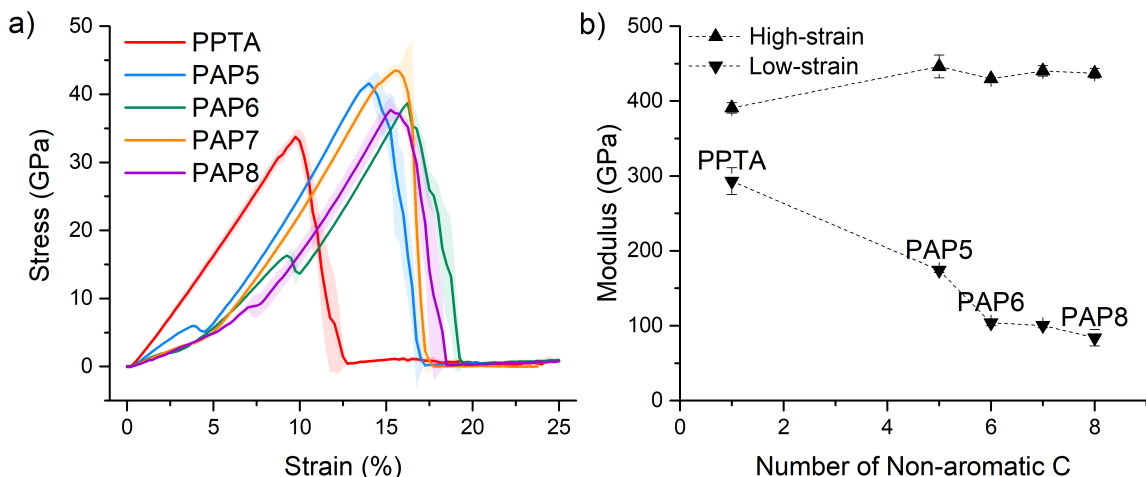 a)
50
40
30
20
10
0
Stress (GPa)
PPTA
PAP5
PAP6
PAP7
PAP8
0 5 10 15 20 25
Strain (%)
b)
500
400
300
200
100
0
Modulus (GPa)
High-strain
Low-strain
PPTA
PAP5
PAP6
PAP8
0 2 4 6 8
Number of Non-aromatic C